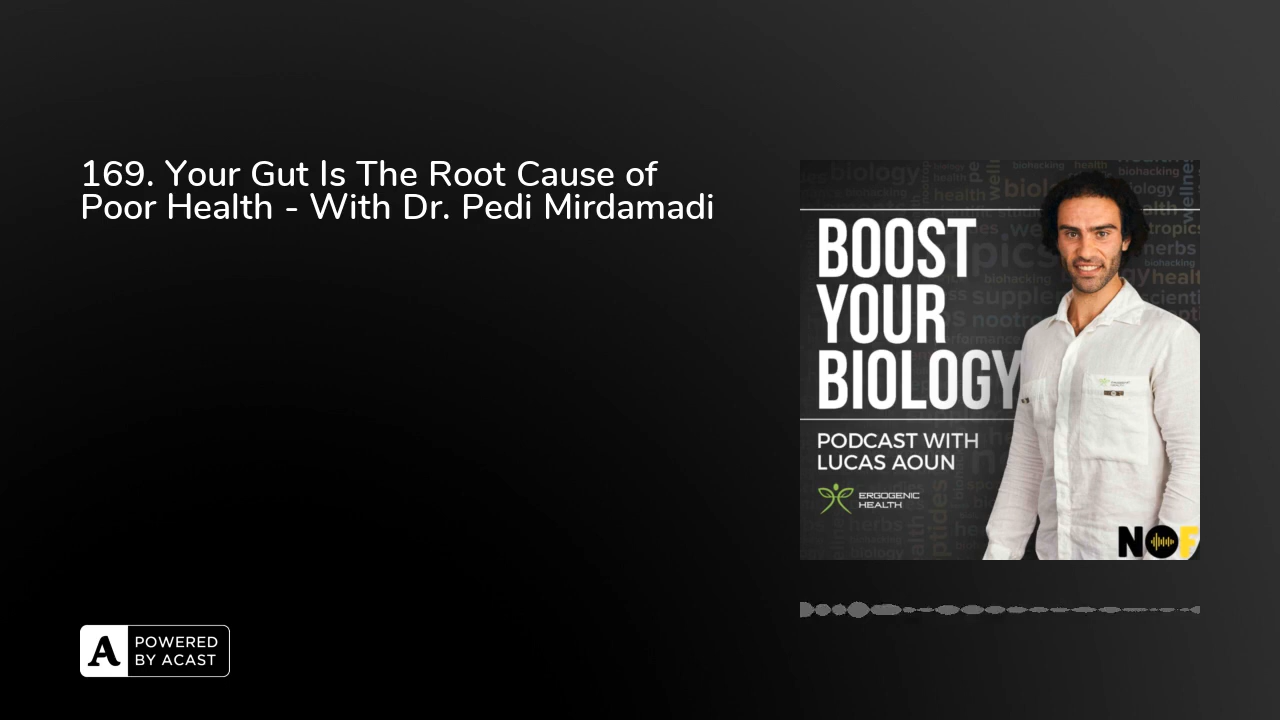 169. Your Gut Is The Root Cause of
Poor Health - With Dr. Pedi Mirdamadi
BOOST
YOUR
BIOLOGY
PODCAST WITH
LUCAS AOUN
ERGOGENIC
HEALTH
NOF
A POWERED
BY ACAST